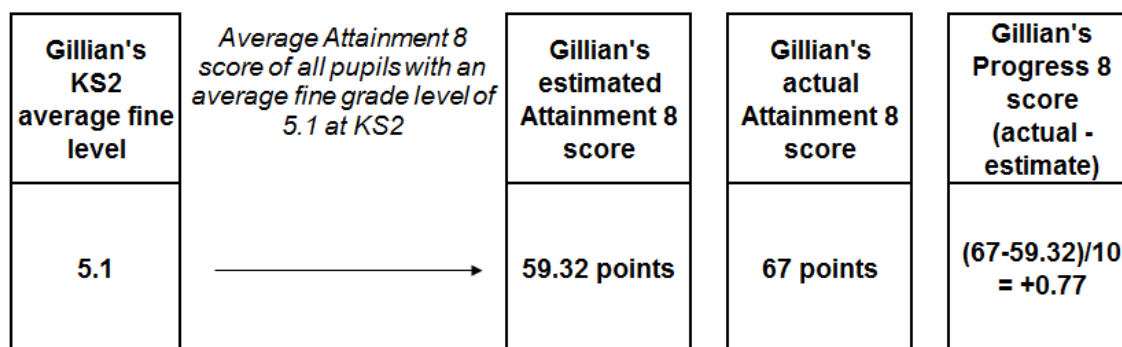 Gillian's
KS2
average fine
level
Average Attainment 8
score of all pupils with an
average fine grade level of
5.1 at KS2
Gillian's
estimated
Attainment 8
score
Gillian's
actual
Attainment 8
score
Gillian's
Progress 8
score
(actual -
estimate)
5.1
59.32 points
67 points
(67-59.32)/10
= +0.77